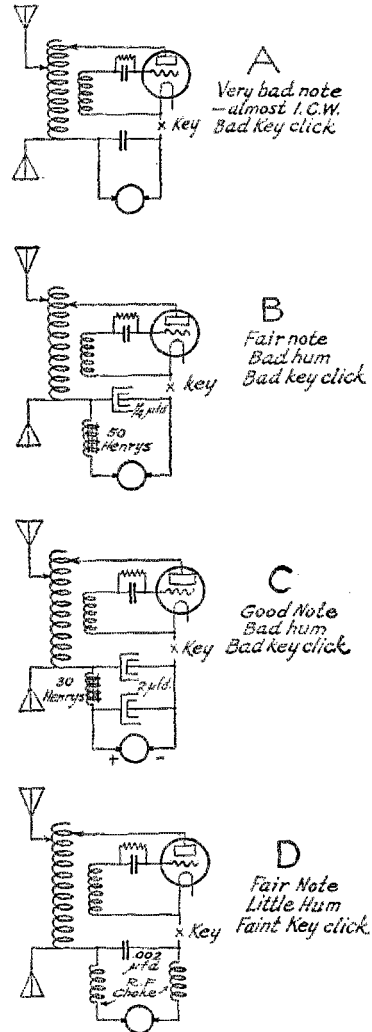 A
Very bad note
—almost I.C.W.
Bad Key click
Key
B
Fair note
Bad hum
Bad key click
key
¼ μfd.
50
Henrys
C
Good Note
Bad hum
Bad key click
Key
30
Henrys
2 μfd.
+ -
D
Fair Note
Little Hum
Faint Key click
Key
.002
μfd
R.F.
choke